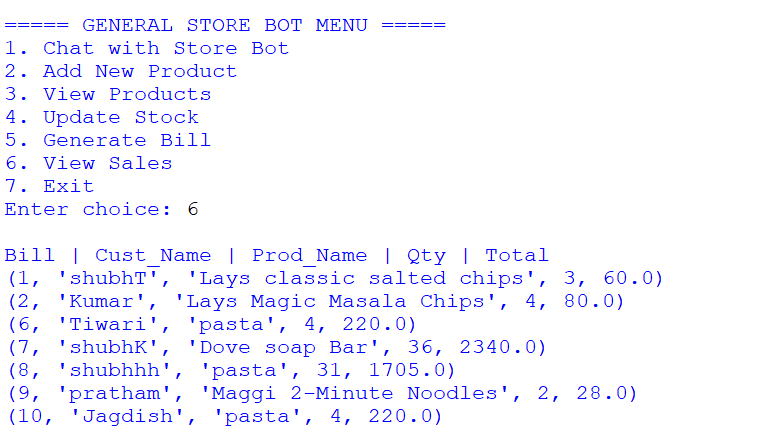 ===== GENERAL STORE BOT MENU =====
1. Chat with Store Bot
2. Add New Product
3. View Products
4. Update Stock
5. Generate Bill
6. View Sales
7. Exit
Enter choice: 6
Bill | Cust_Name | Prod_Name | Qty | Total
(1, 'shubhT', 'Lays classic salted chips', 3, 60.0)
(2, 'Kumar', 'Lays Magic Masala Chips', 4, 80.0)
(6, 'Tiwari', 'pasta', 4, 220.0)
(7, 'shubhK', 'Dove soap Bar', 36, 2340.0)
(8, 'shubhhh', 'pasta', 31, 1705.0)
(9, 'pratham', 'Maggi 2-Minute Noodles', 2, 28.0)
(10, 'Jagdish', 'pasta', 4, 220.0)